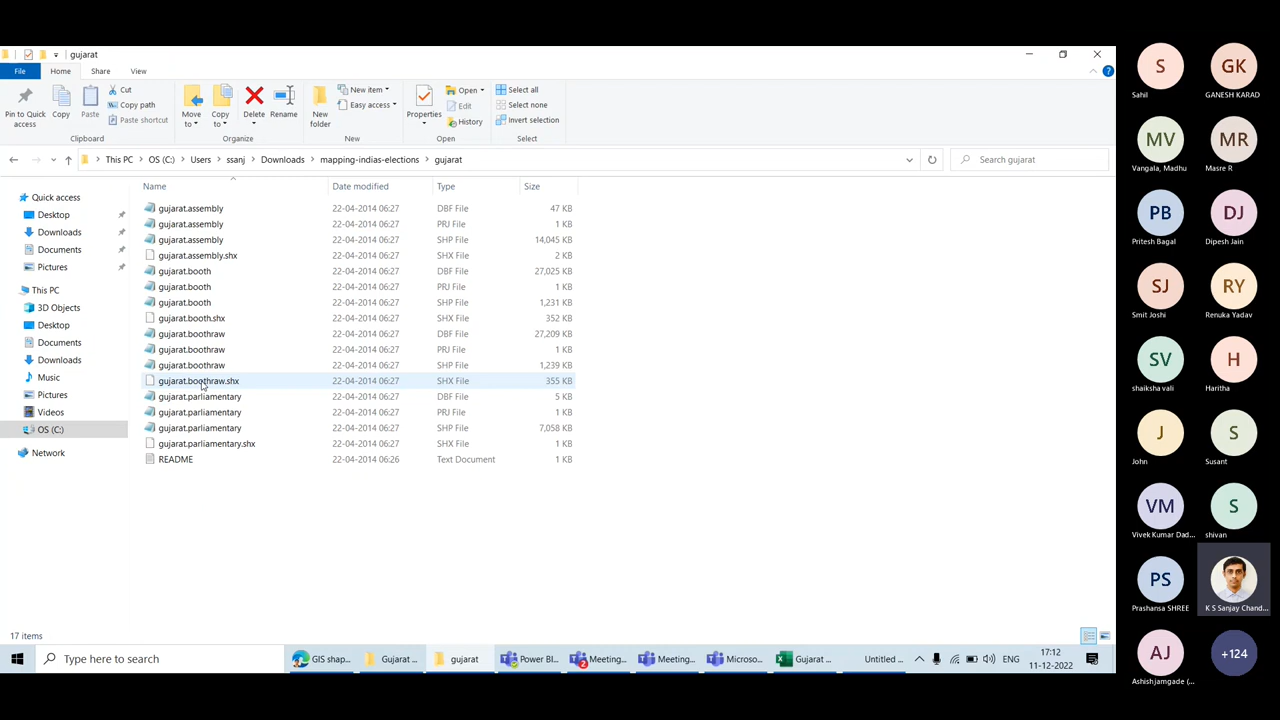 gujarat
File Home Share View
Pin to Quick access
Copy
Paste
Cut
Copy path
Paste shortcut
Clipboard
Move to
Copy to
Delete
Rename
Organize
New folder
New item
Easy access
New
Properties
Open
Edit
History
Open
Select all
Select none
Invert selection
Select
This PC > OS (C:) > Users > ssanj > Downloads > mapping-indias-elections > gujarat
Search gujarat
Name Date modified Type Size
gujarat.assembly 22-04-2014 06:27 DBF File 47 KB
gujarat.assembly 22-04-2014 06:27 PRJ File 1 KB
gujarat.assembly 22-04-2014 06:27 SHP File 14,045 KB
gujarat.assembly.shx 22-04-2014 06:27 SHX File 2 KB
gujarat.booth 22-04-2014 06:27 DBF File 27,025 KB
gujarat.booth 22-04-2014 06:27 PRJ File 1 KB
gujarat.booth 22-04-2014 06:27 SHP File 1,231 KB
gujarat.booth.shx 22-04-2014 06:27 SHX File 352 KB
gujarat.boothraw 22-04-2014 06:27 DBF File 27,209 KB
gujarat.boothraw 22-04-2014 06:27 PRJ File 1 KB
gujarat.boothraw 22-04-2014 06:27 SHP File 1,239 KB
gujarat.boothraw.shx 22-04-2014 06:27 SHX File 355 KB
gujarat.parliamentary 22-04-2014 06:27 DBF File 5 KB
gujarat.parliamentary 22-04-2014 06:27 PRJ File 1 KB
gujarat.parliamentary 22-04-2014 06:27 SHP File 7,058 KB
gujarat.parliamentary.shx 22-04-2014 06:27 SHX File 1 KB
README 22-04-2014 06:26 Text Document 1 KB
Quick access
Desktop
Downloads
Documents
Pictures
This PC
3D Objects
Desktop
Documents
Downloads
Music
Pictures
Videos
OS (C:)
Network
17 items
Type here to search
GIS shap...
Gujarat ...
gujarat
Power BI...
2
Meeting...
Meeting...
Microso...
Gujarat ...
Untitled ...
ENG
17:12
11-12-2022
S GK
Sahil GANESH KARAD
MV MR
Vangala, Madhu Masre R
PB DJ
Pritesh Bagal Dipesh Jain
SJ RY
Smit Joshi Renuka Yadav
SV H
shaiksha vali Haritha
J S
John Susant
VM S
Vivek Kumar Dad... shivan
PS
Prashansa SHREE K S Sanjay Chand...
AJ +124
Ashish jamgade (...